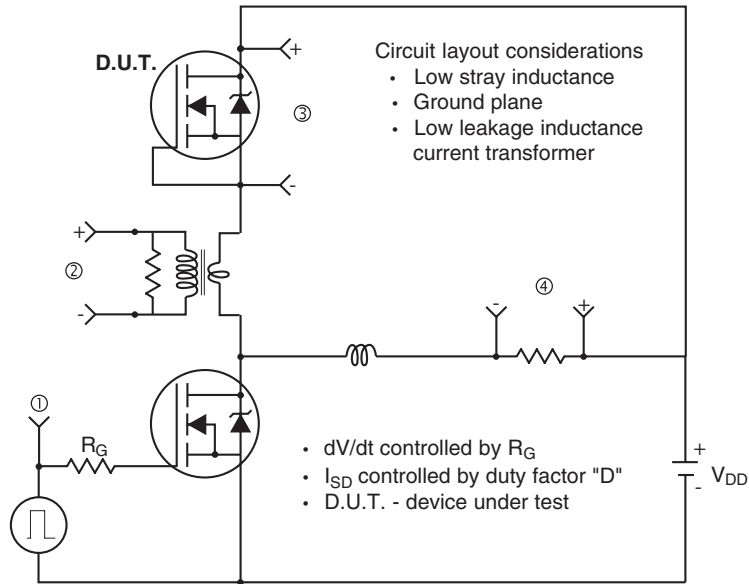 D.U.T.
+
③
-
Circuit layout considerations
• Low stray inductance
• Ground plane
• Low leakage inductance
current transformer
+
②
-
④
-
+
①
R_G
• dV/dt controlled by R_G
• I_SD controlled by duty factor "D"
• D.U.T. - device under test
+
V_DD
-